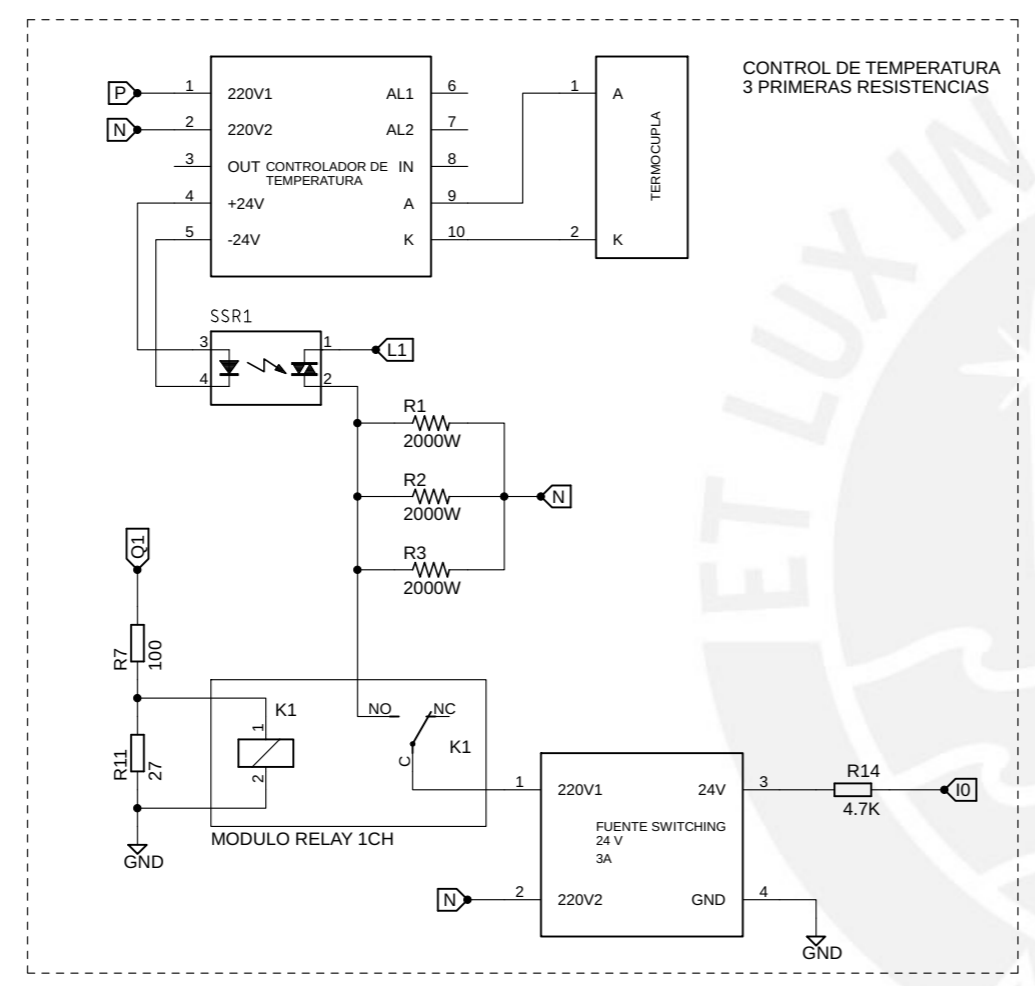 CONTROL DE TEMPERATURA
3 PRIMERAS RESISTENCIAS
P 1 220V1 AL1 6
N 2 220V2 AL2 7
3 OUT CONTROLADOR DE IN 8
TEMPERATURA
4 +24V A 9
5 -24V K 10
1 A
TERMOCUPLA
2 K
SSR1
3 1 L1
4 2
R1
2000W
R2
2000W
N
R3
2000W
Q1
R7
100
R11
27
GND
K1
1
2
NO NC
C K1
MODULO RELAY 1CH
1 220V1 24V 3
FUENTE SWITCHING
24 V
3A
N 2 220V2 GND 4
R14
4.7K
I0
GND
ET LUX IN